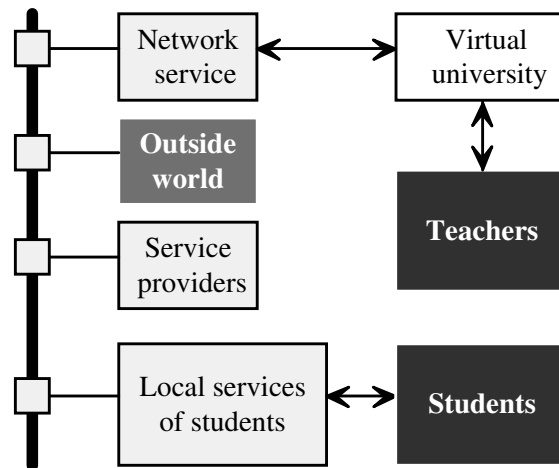 Network
service
Virtual
university
Outside
world
Teachers
Service
providers
Local services
of students
Students